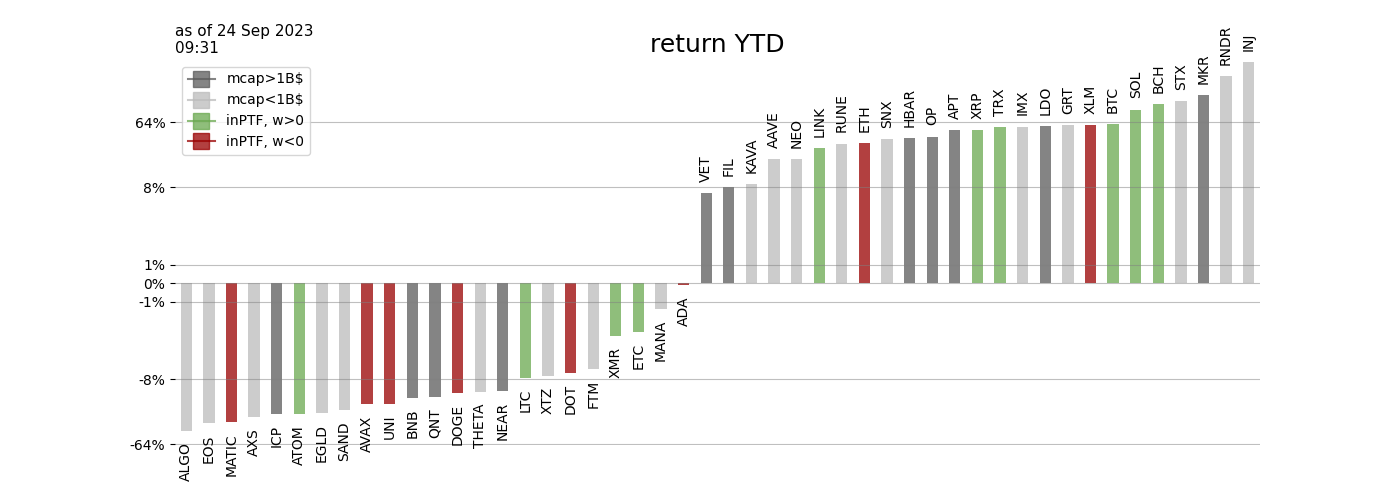 as of 24 Sep 2023
09:31
return YTD
mcap>1B$
mcap<1B$
inPTF, w>0
inPTF, w<0
64%
8%
1%
0%
-1%
-8%
-64%
ALGO
EOS
MATIC
AXS
ICP
ATOM
EGLD
SAND
AVAX
UNI
BNB
QNT
DOGE
THETA
NEAR
LTC
XTZ
DOT
FTM
XMR
ETC
MANA
ADA
VET
FIL
KAVA
AAVE
NEO
LINK
RUNE
ETH
SNX
HBAR
OP
APT
XRP
TRX
IMX
LDO
GRT
XLM
BTC
SOL
BCH
STX
MKR
RNDR
INJ